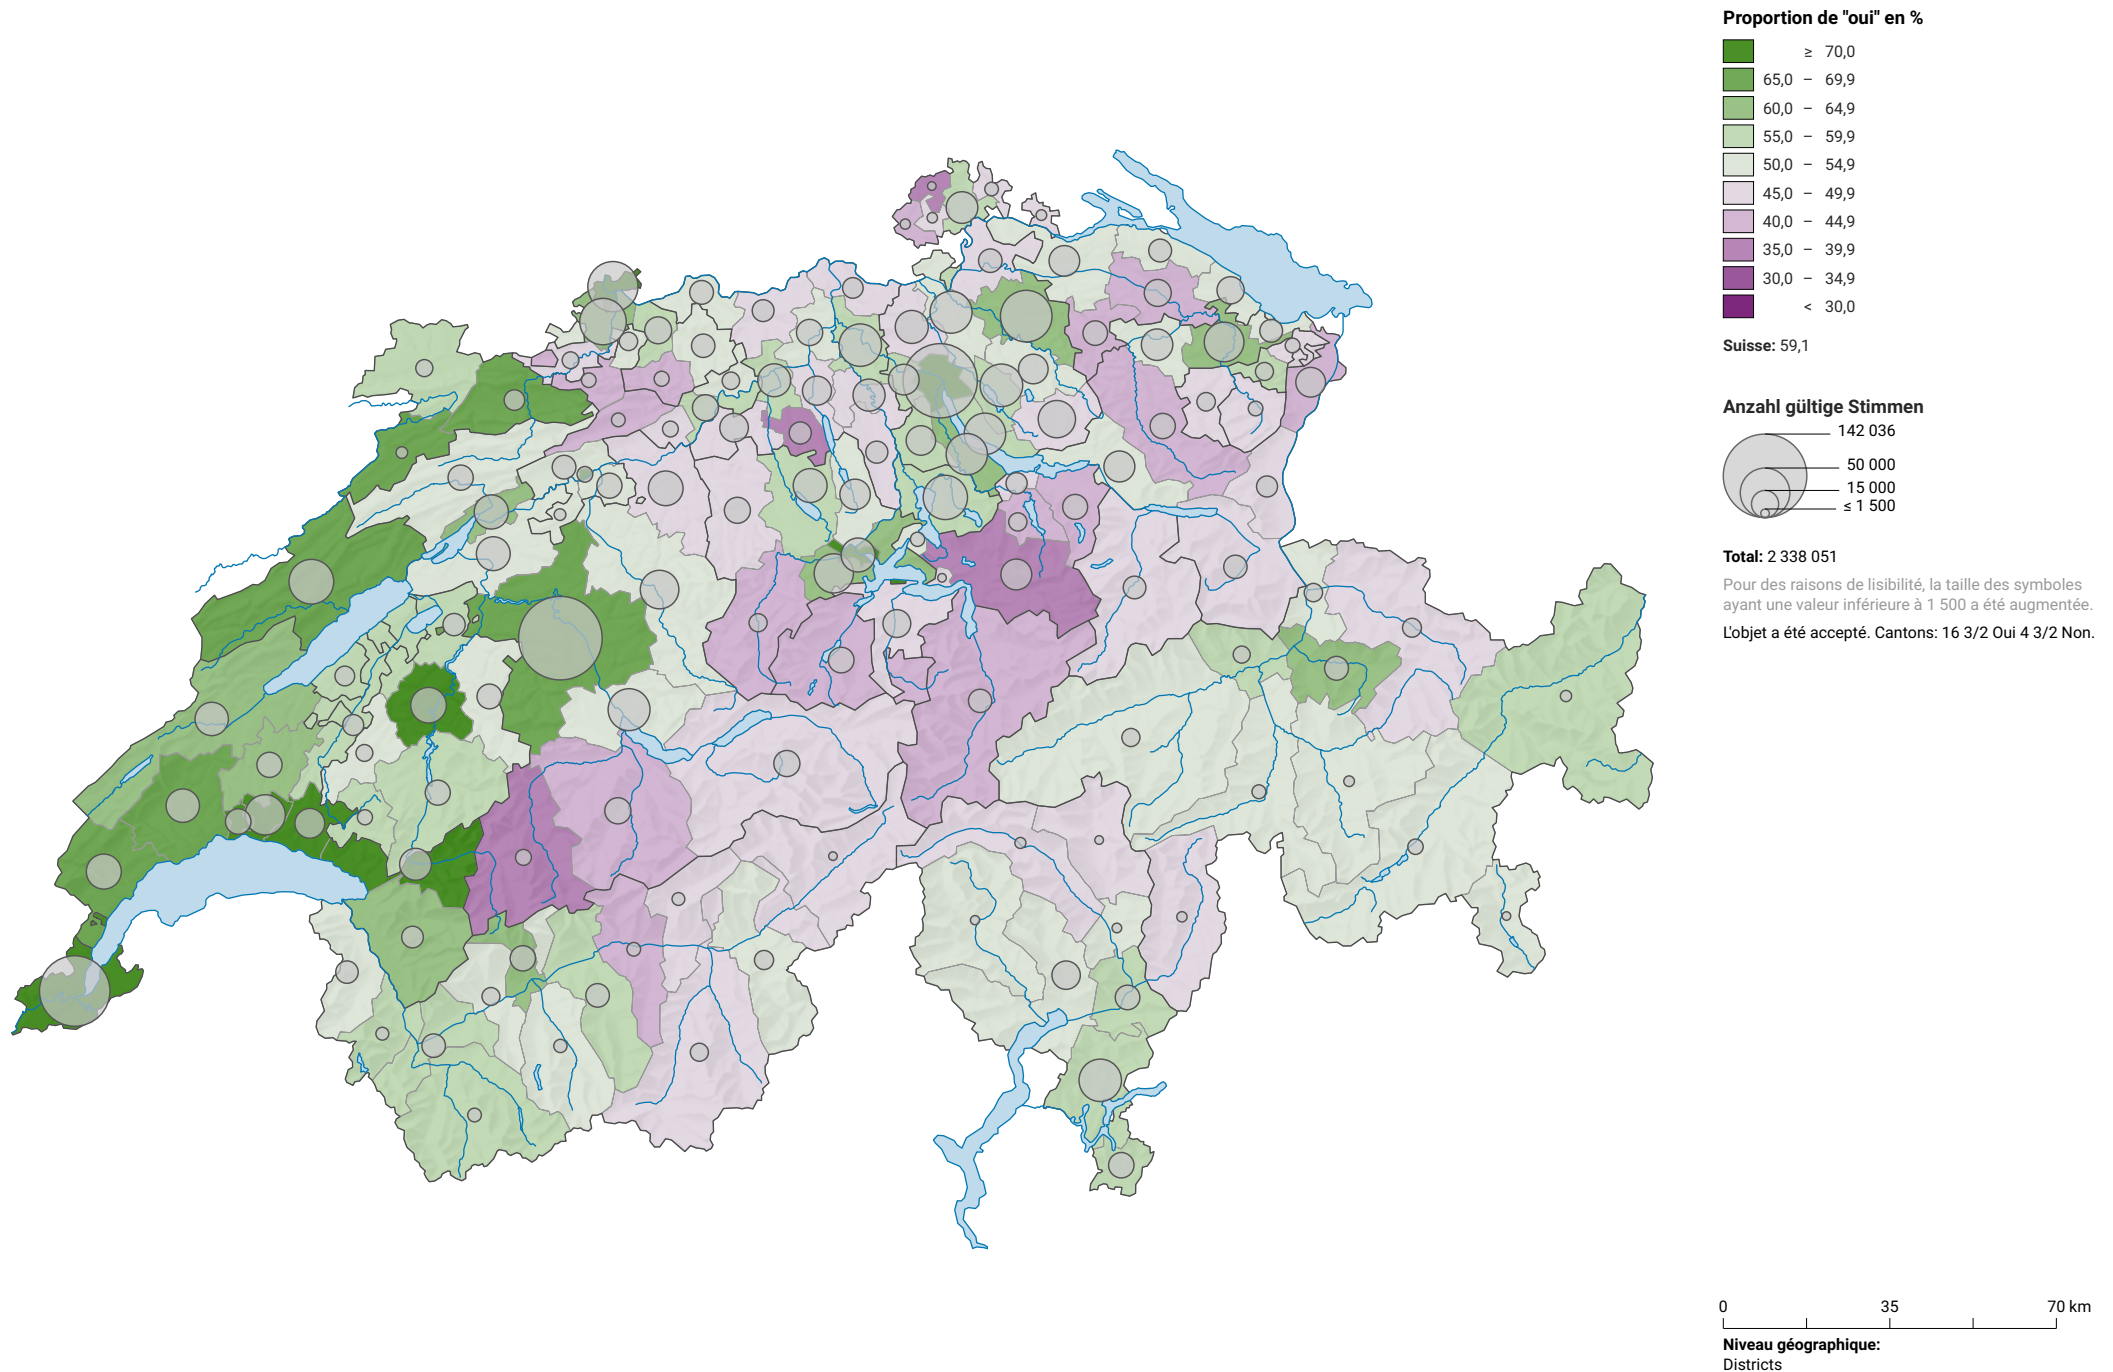 Proportion de "oui" en %
≥ 70,0
65,0 – 69,9
60,0 – 64,9
55,0 – 59,9
50,0 – 54,9
45,0 – 49,9
40,0 – 44,9
35,0 – 39,9
30,0 – 34,9
< 30,0
Suisse: 59,1
Anzahl gültige Stimmen
142 036
50 000
15 000
≤ 1 500
Total: 2 338 051
Pour des raisons de lisibilité, la taille des symboles
ayant une valeur inférieure à 1 500 a été augmentée.
L'objet a été accepté. Cantons: 16 3/2 Oui 4 3/2 Non.
0 35 70 km
Niveau géographique:
Districts